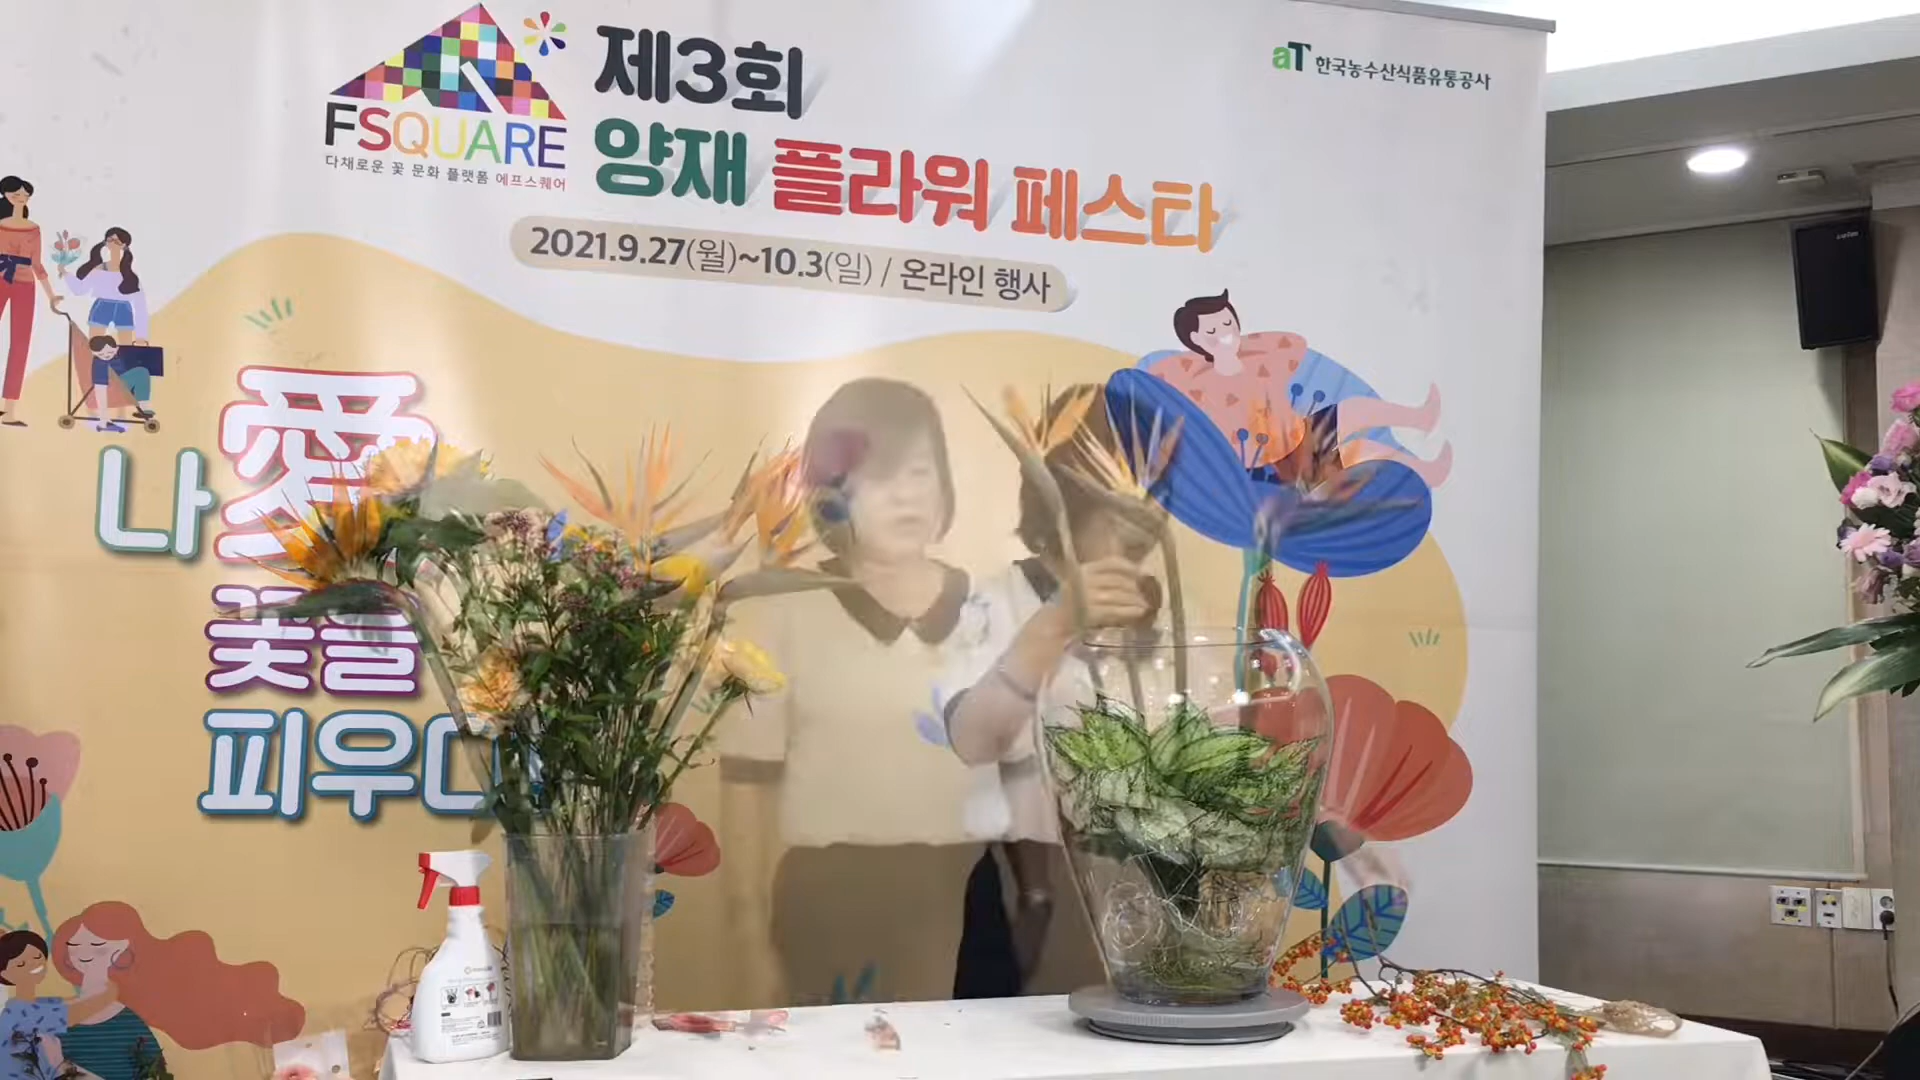 FSQUARE
다채로운 꽃 문화 플랫폼 에프스퀘어
제3회
양재 플라워 페스타
2021.9.27(월)~10.3(일) / 온라인 행사
aT 한국농수산식품유통공사
나愛
꽃을
피우다